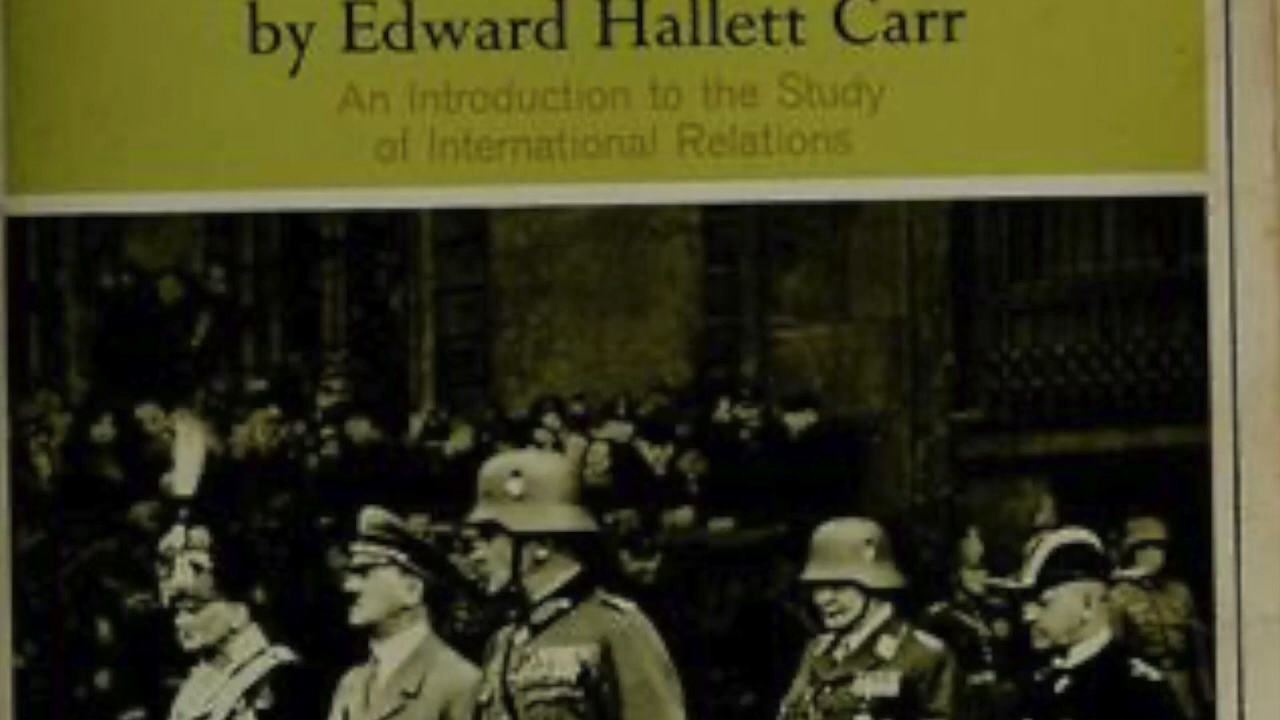 by Edward Hallett Carr
An Introduction to the Study
of International Relations